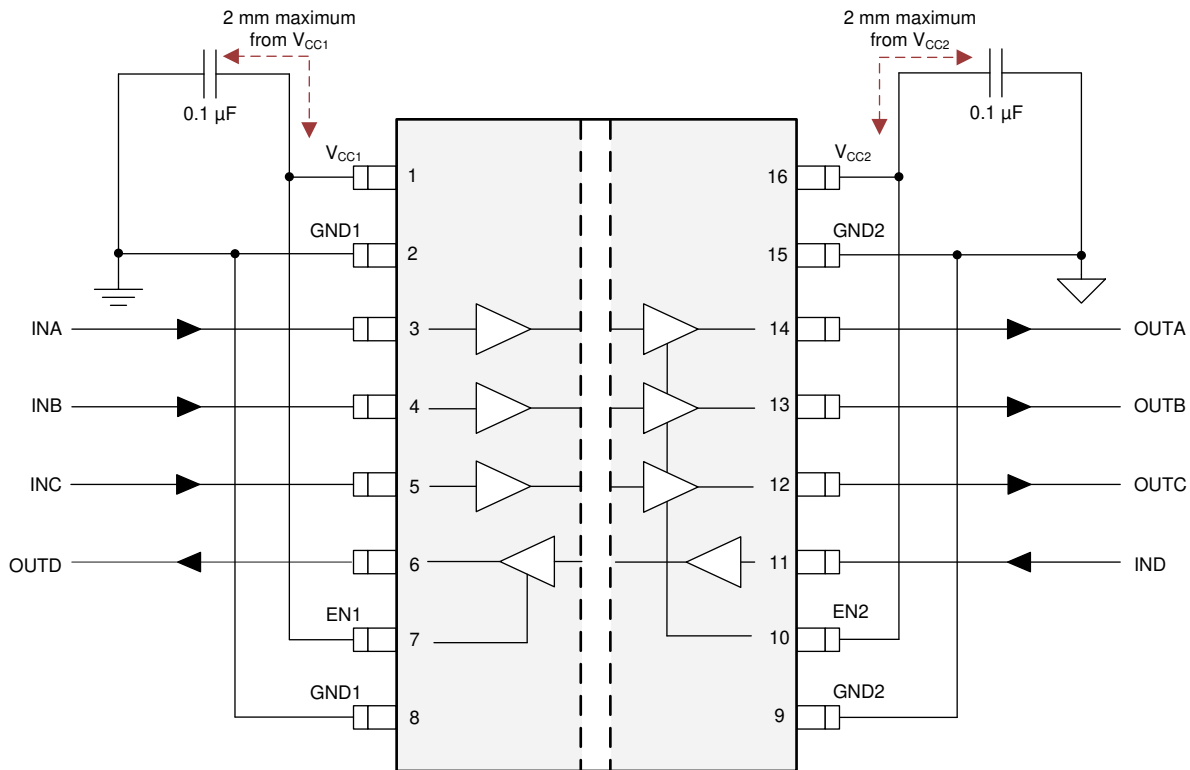 2 mm maximum
from VCC1
2 mm maximum
from VCC2
0.1 µF
0.1 µF
VCC1
1
16
VCC2
GND1
2
15
GND2
INA
3
14
OUTA
INB
4
13
OUTB
INC
5
12
OUTC
OUTD
6
11
IND
EN1
7
10
EN2
GND1
8
9
GND2